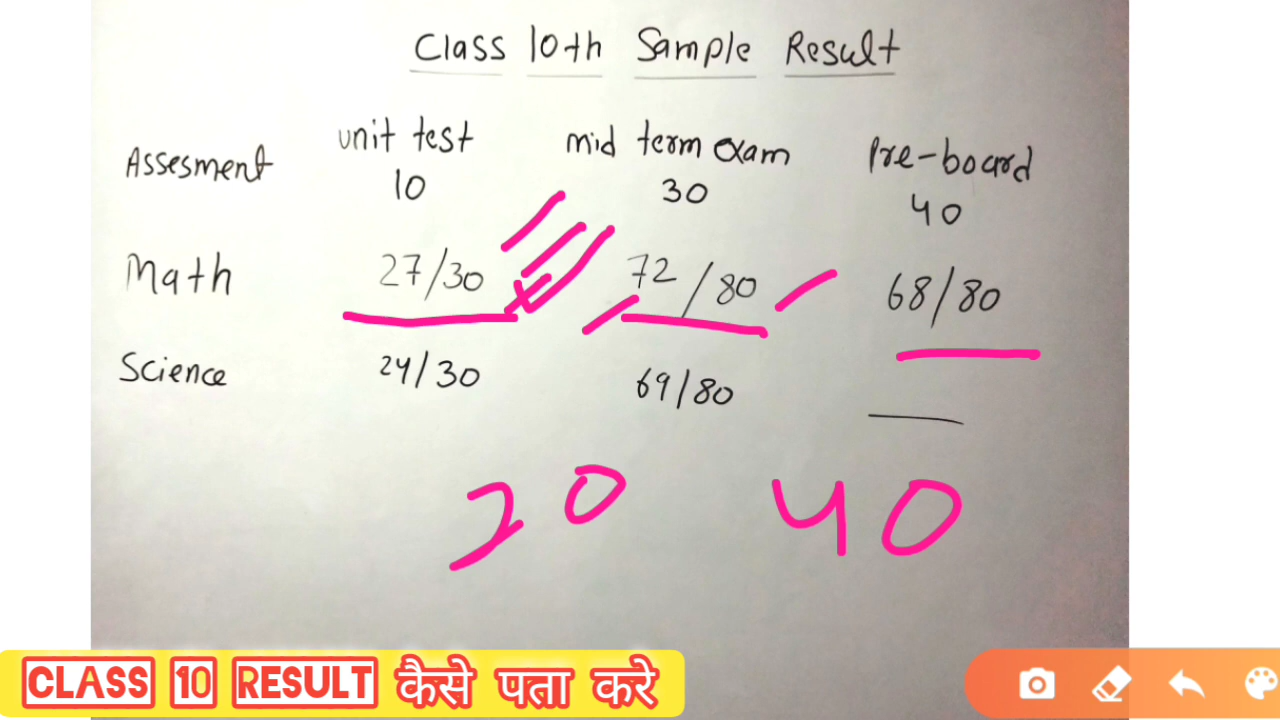 Class 10th Sample Result
Assesment unit test mid term exam Pre-board
10 30 40
Math 27/30 72/80 68/80
Science 24/30 69/80
20 40
CLASS 10 RESULT कैसे पता करे